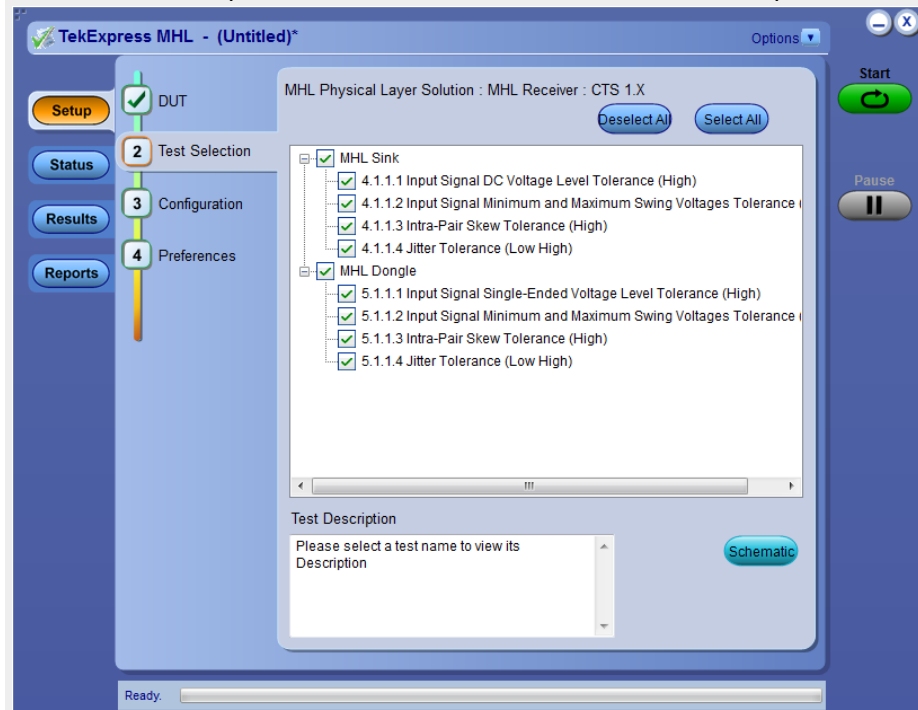 TekExpress MHL - (Untitled)*
Options
Start
Pause
Setup
Status
Results
Reports
DUT
2 Test Selection
3 Configuration
4 Preferences
MHL Physical Layer Solution : MHL Receiver : CTS 1.X
Deselect All
Select All
MHL Sink
4.1.1.1 Input Signal DC Voltage Level Tolerance (High)
4.1.1.2 Input Signal Minimum and Maximum Swing Voltages Tolerance (
4.1.1.3 Intra-Pair Skew Tolerance (High)
4.1.1.4 Jitter Tolerance (Low High)
MHL Dongle
5.1.1.1 Input Signal Single-Ended Voltage Level Tolerance (High)
5.1.1.2 Input Signal Minimum and Maximum Swing Voltages Tolerance (
5.1.1.3 Intra-Pair Skew Tolerance (High)
5.1.1.4 Jitter Tolerance (Low High)
Test Description
Please select a test name to view its
Description
Schematic
Ready.